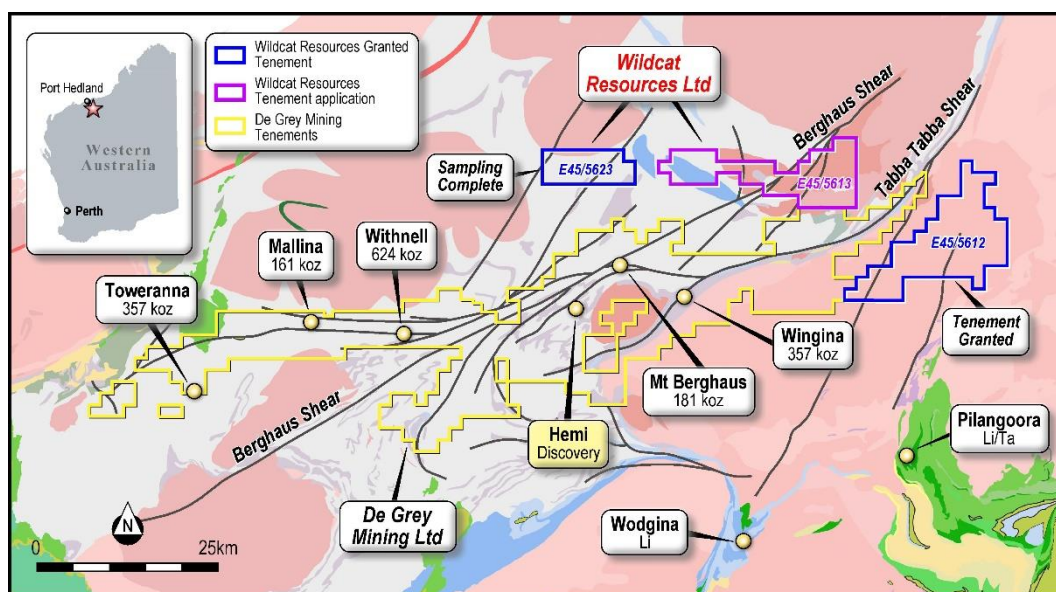 Port Hedland
Western
Australia
Perth
Wildcat Resources Granted
Tenement
Wildcat Resources
Tenement application
De Grey Mining
Tenements
Wildcat
Resources Ltd
Berghaus Shear
Tabba Tabba Shear
Sampling
Complete
E45/5623
E45/5613
E45/5612
Mallina
161 koz
Withnell
624 koz
Toweranna
357 koz
Tenement
Granted
Wingina
357 koz
Mt Berghaus
181 koz
Hemi
Discovery
Berghaus Shear
Pilangoora
Li/Ta
De Grey
Mining Ltd
Wodgina
Li
N
0
25km